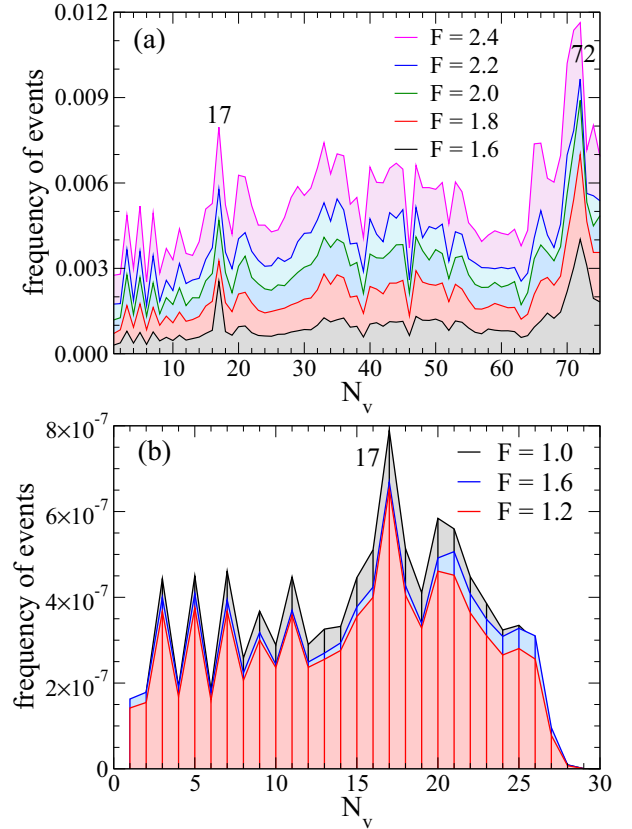 (a)
F = 2.4
F = 2.2
F = 2.0
F = 1.8
F = 1.6
17
72
0.012
0.009
0.006
0.003
0.000
frequency of events
10 20 30 40 50 60 70
N_v
(b)
F = 1.0
F = 1.6
F = 1.2
17
8×10^-7
6×10^-7
4×10^-7
2×10^-7
0
frequency of events
0 5 10 15 20 25 30
N_v